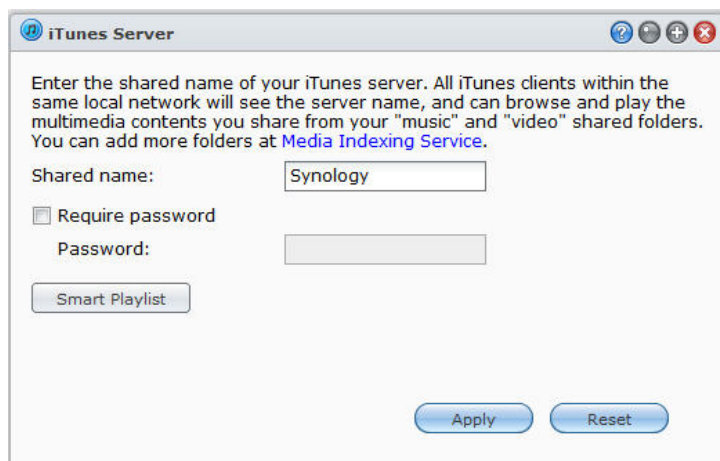 iTunes Server
Enter the shared name of your iTunes server. All iTunes clients within the
same local network will see the server name, and can browse and play the
multimedia contents you share from your "music" and "video" shared folders.
You can add more folders at Media Indexing Service.
Shared name: Synology
Require password
Password:
Smart Playlist
Apply Reset